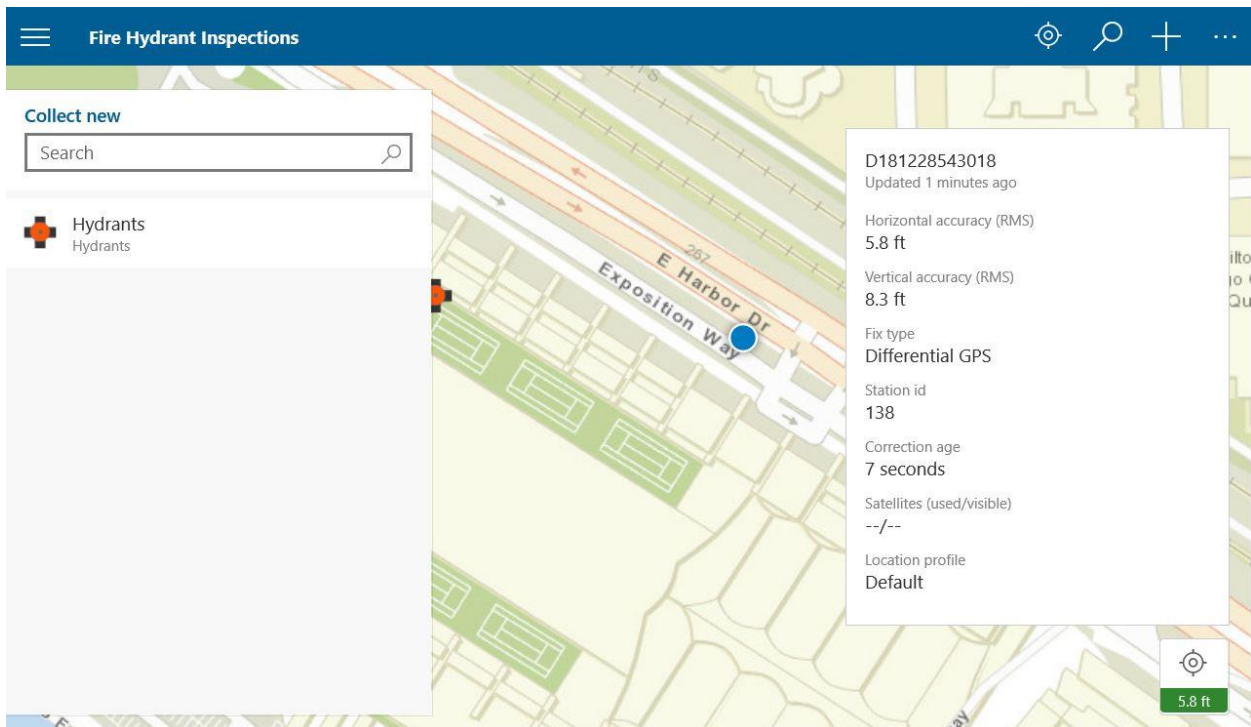 Fire Hydrant Inspections
Collect new
Search
Hydrants
Hydrants
267
E Harbor Dr
Exposition Way
D181228543018
Updated 1 minutes ago
Horizontal accuracy (RMS)
5.8 ft
Vertical accuracy (RMS)
8.3 ft
Fix type
Differential GPS
Station id
138
Correction age
7 seconds
Satellites (used/visible)
--/--
Location profile
Default
5.8 ft